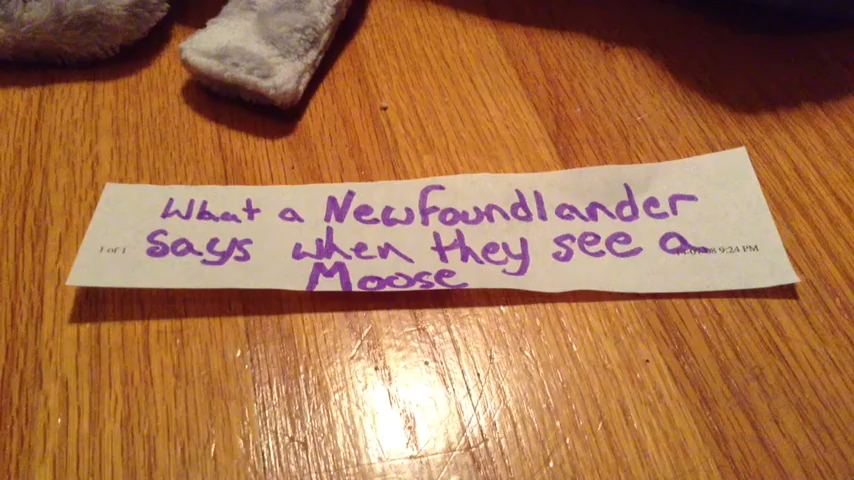 What a Newfoundlander
1 of 1 Says when they see a 9:24 PM
Moose